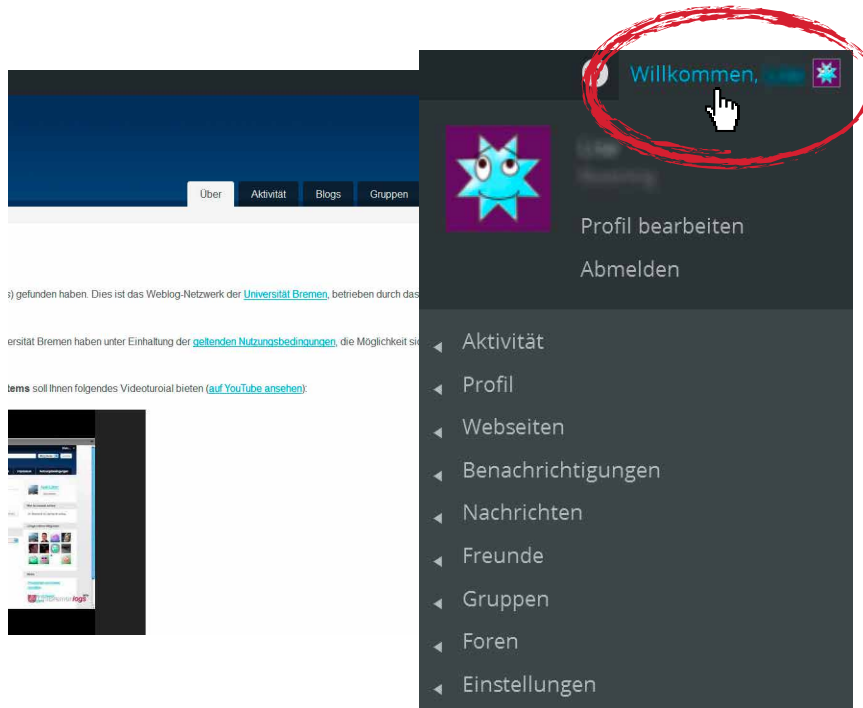 Willkommen,
Profil bearbeiten
Abmelden
Über Aktivität Blogs Gruppen
gefunden haben. Dies ist das Weblog-Netzwerk der Universität Bremen, betrieben durch das
ersität Bremen haben unter Einhaltung der geltenden Nutzungsbedingungen, die Möglichkeit sic
tems soll Ihnen folgendes Videoturoial bieten (auf YouTube ansehen):
Aktivität
Profil
Webseiten
Benachrichtigungen
Nachrichten
Freunde
Gruppen
Foren
Einstellungen